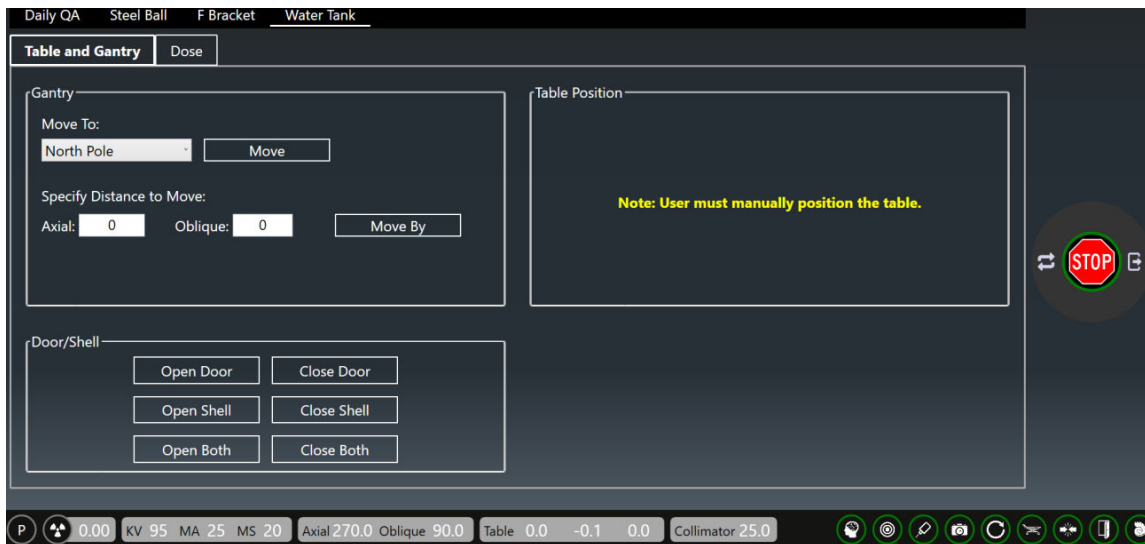 Daily QA Steel Ball F Bracket Water Tank
Table and Gantry Dose
Gantry
Move To:
North Pole Move
Specify Distance to Move:
Axial: 0 Oblique: 0 Move By
Table Position
Note: User must manually position the table.
STOP
Door/Shell
Open Door Close Door
Open Shell Close Shell
Open Both Close Both
P 0.00 KV 95 MA 25 MS 20 Axial 270.0 Oblique 90.0 Table 0.0 -0.1 0.0 Collimator 25.0